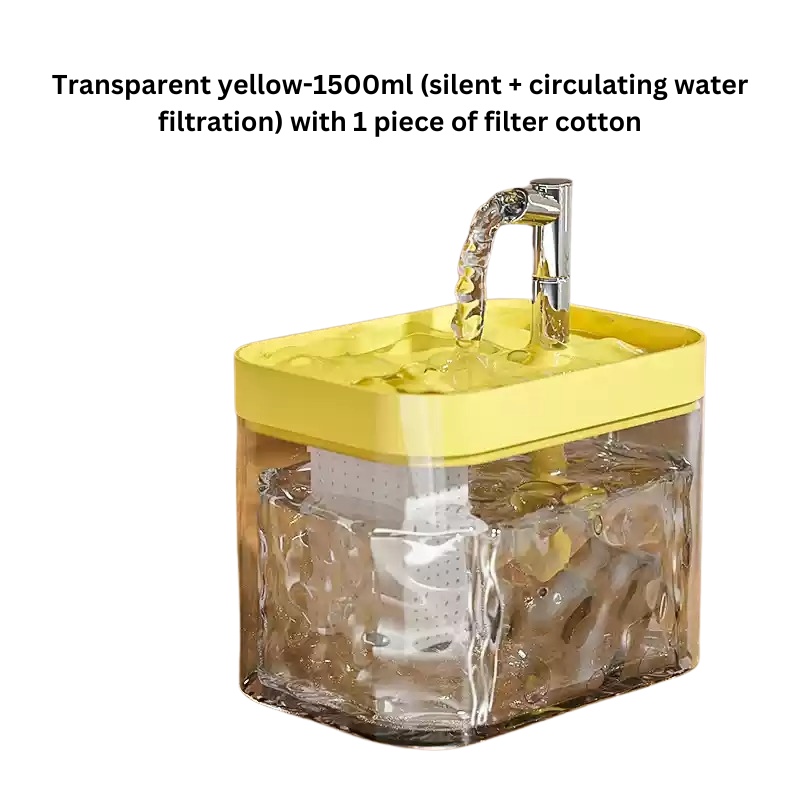 Transparent yellow-1500ml (silent + circulating water
filtration) with 1 piece of filter cotton